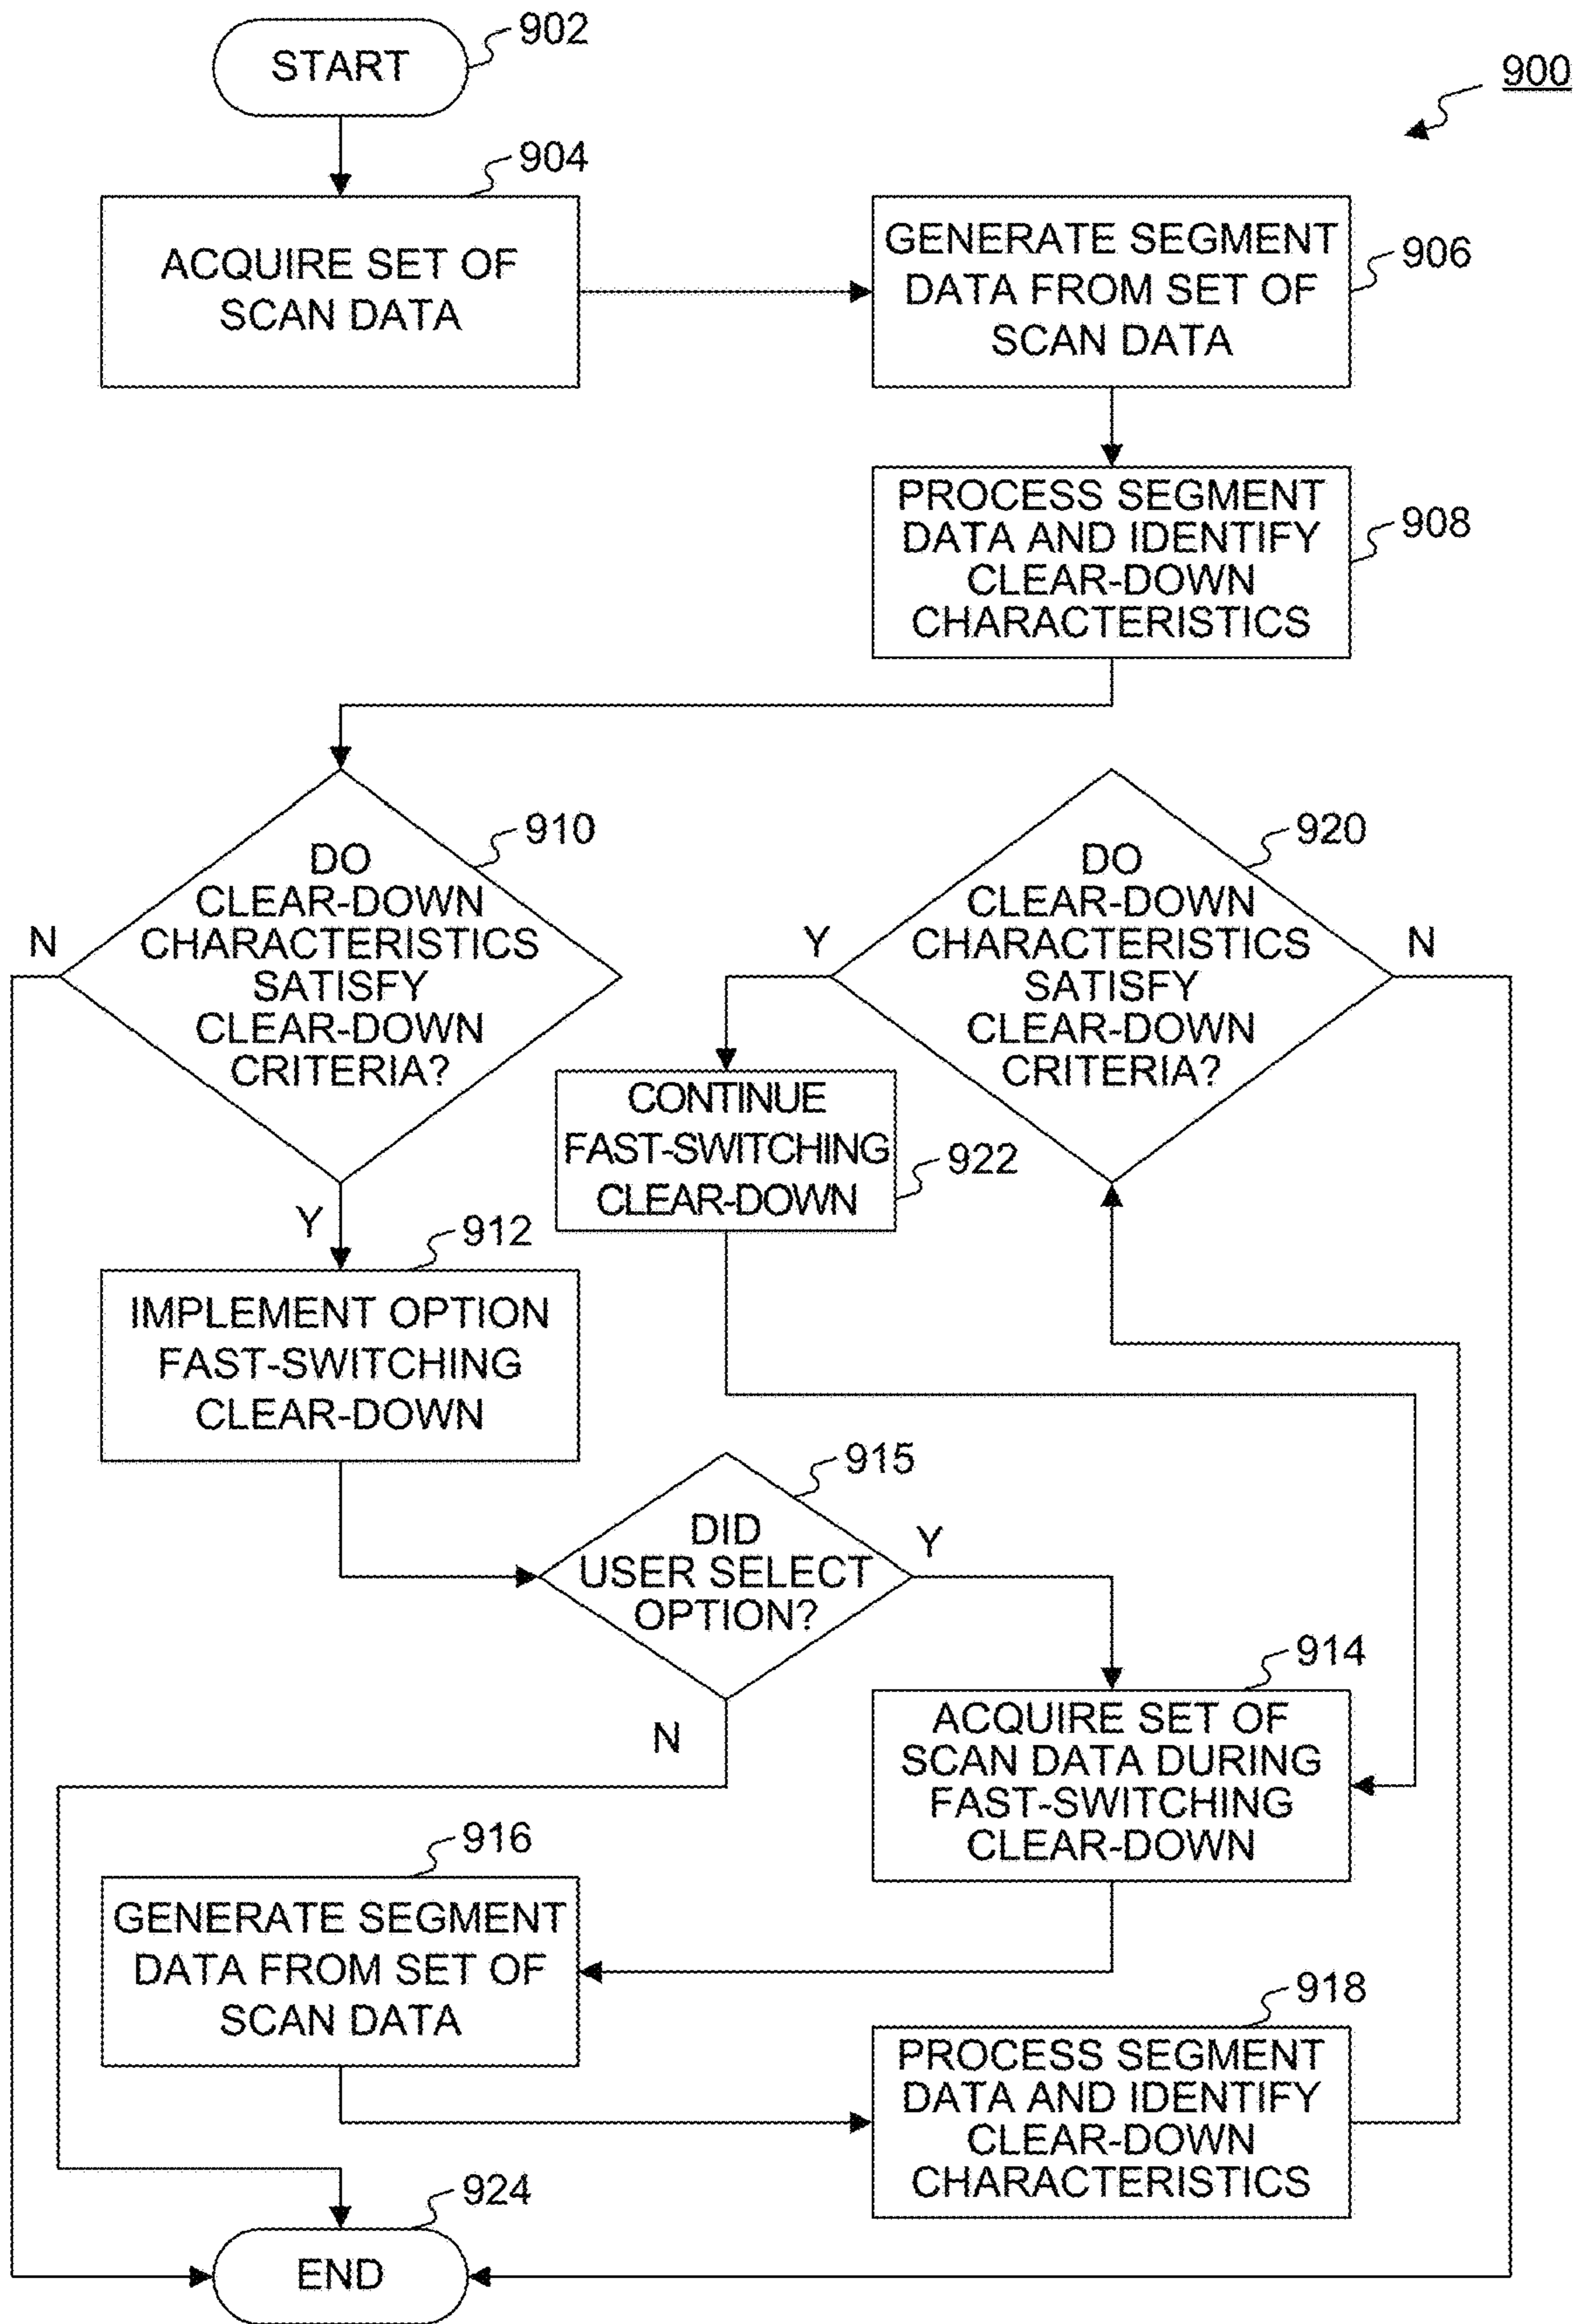 902
START
900
904
ACQUIRE SET OF
SCAN DATA
GENERATE SEGMENT
DATA FROM SET OF
SCAN DATA
906
PROCESS SEGMENT
DATA AND IDENTIFY
CLEAR-DOWN
CHARACTERISTICS
908
910
DO
CLEAR-DOWN
CHARACTERISTICS
SATISFY
CLEAR-DOWN
CRITERIA?
N
Y
920
DO
CLEAR-DOWN
CHARACTERISTICS
SATISFY
CLEAR-DOWN
CRITERIA?
Y
N
CONTINUE
FAST-SWITCHING
CLEAR-DOWN
922
912
IMPLEMENT OPTION
FAST-SWITCHING
CLEAR-DOWN
915
DID
USER SELECT
OPTION?
Y
N
914
ACQUIRE SET OF
SCAN DATA DURING
FAST-SWITCHING
CLEAR-DOWN
916
GENERATE SEGMENT
DATA FROM SET OF
SCAN DATA
918
PROCESS SEGMENT
DATA AND IDENTIFY
CLEAR-DOWN
CHARACTERISTICS
924
END